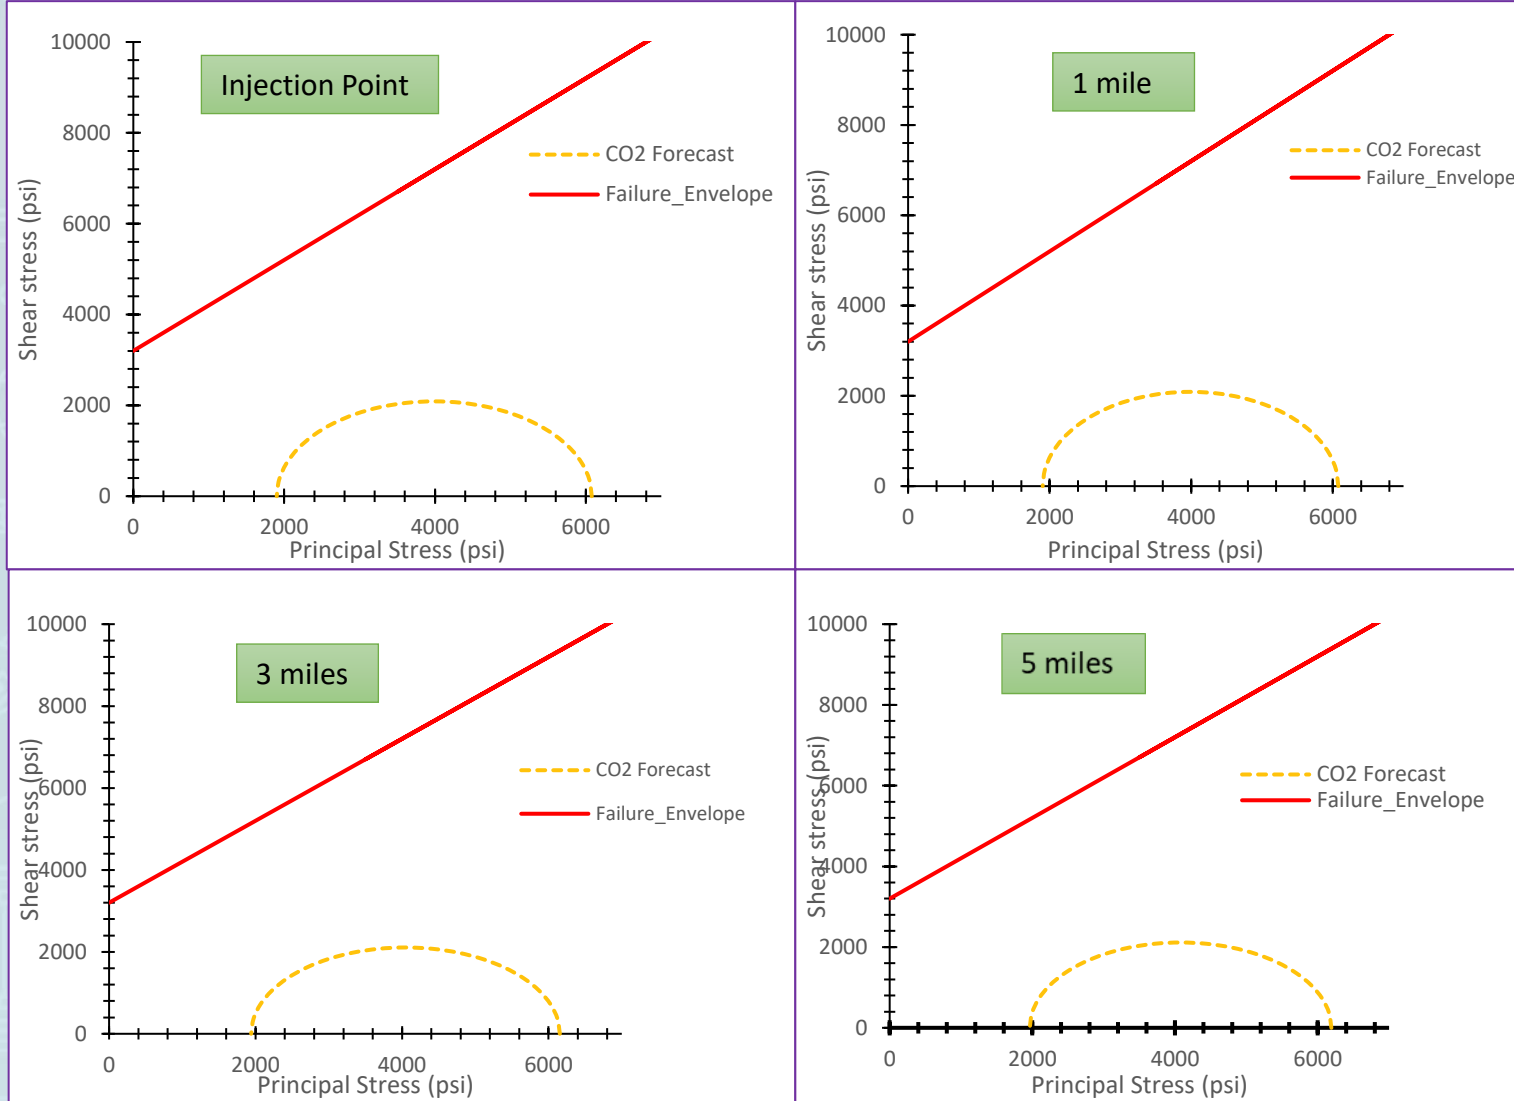 Injection Point
10000
8000
6000
4000
2000
0
Shear stress (psi)
CO2 Forecast
Failure_Envelope
0 2000 4000 6000
Principal Stress (psi)
1 mile
10000
8000
6000
4000
2000
0
Shear stress (psi)
CO2 Forecast
Failure_Envelope
0 2000 4000 6000
Principal Stress (psi)
3 miles
10000
8000
6000
4000
2000
0
Shear stress (psi)
CO2 Forecast
Failure_Envelope
0 2000 4000 6000
Principal Stress (psi)
5 miles
10000
8000
6000
4000
2000
0
Shear stress (psi)
CO2 Forecast
Failure_Envelope
0 2000 4000 6000
Principal Stress (psi)